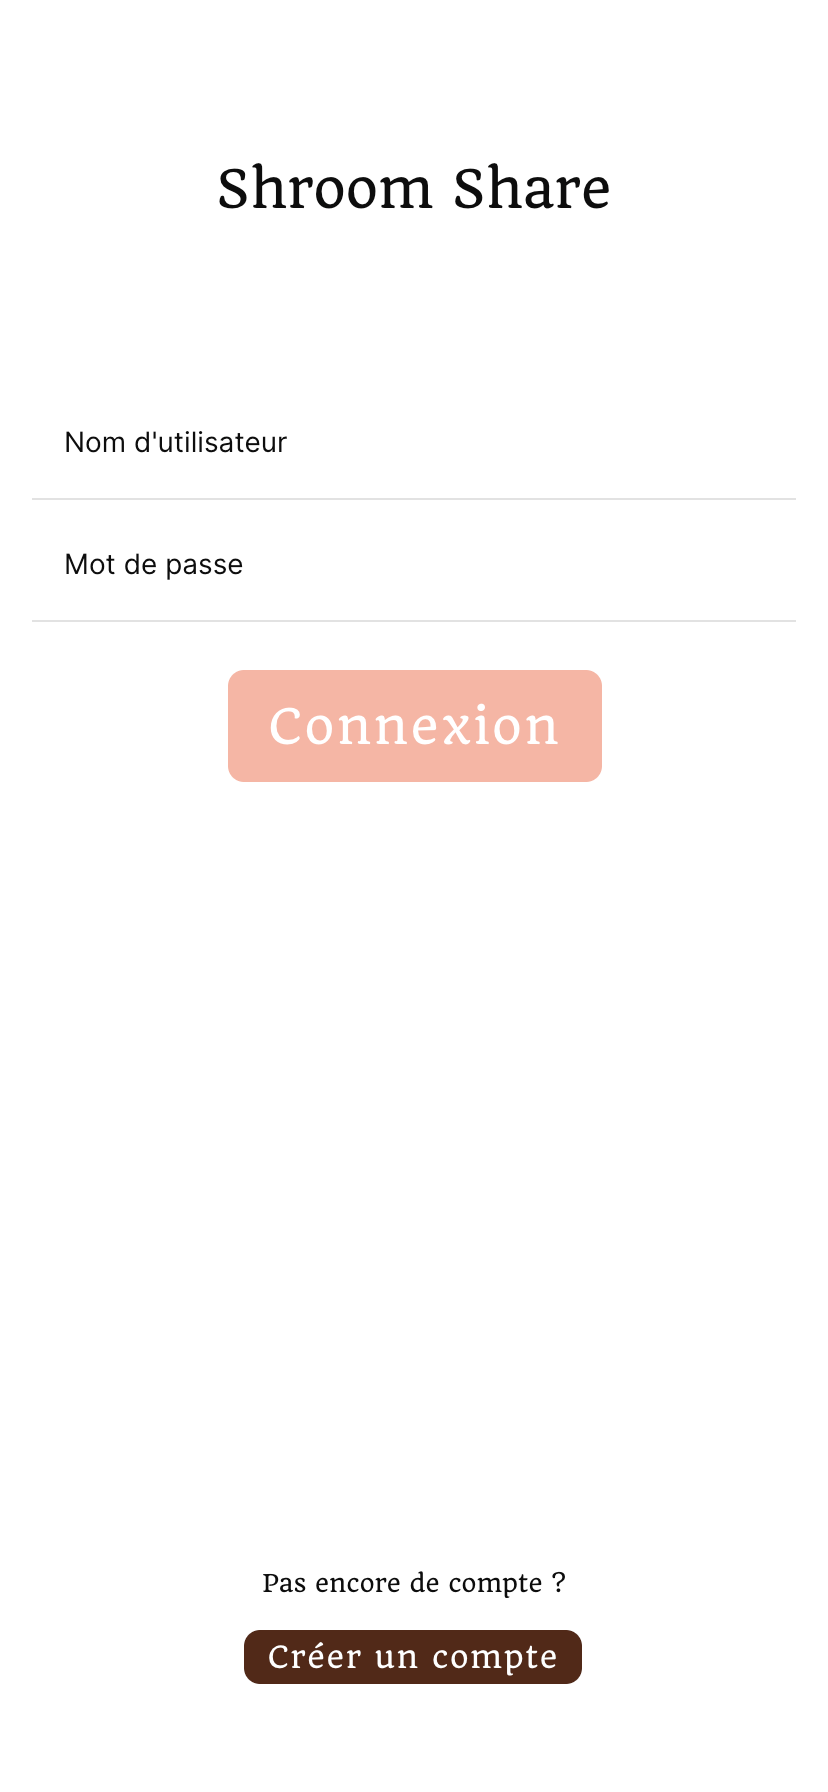 Shroom Share
Nom d'utilisateur
Mot de passe
Connexion
Pas encore de compte ?
Créer un compte